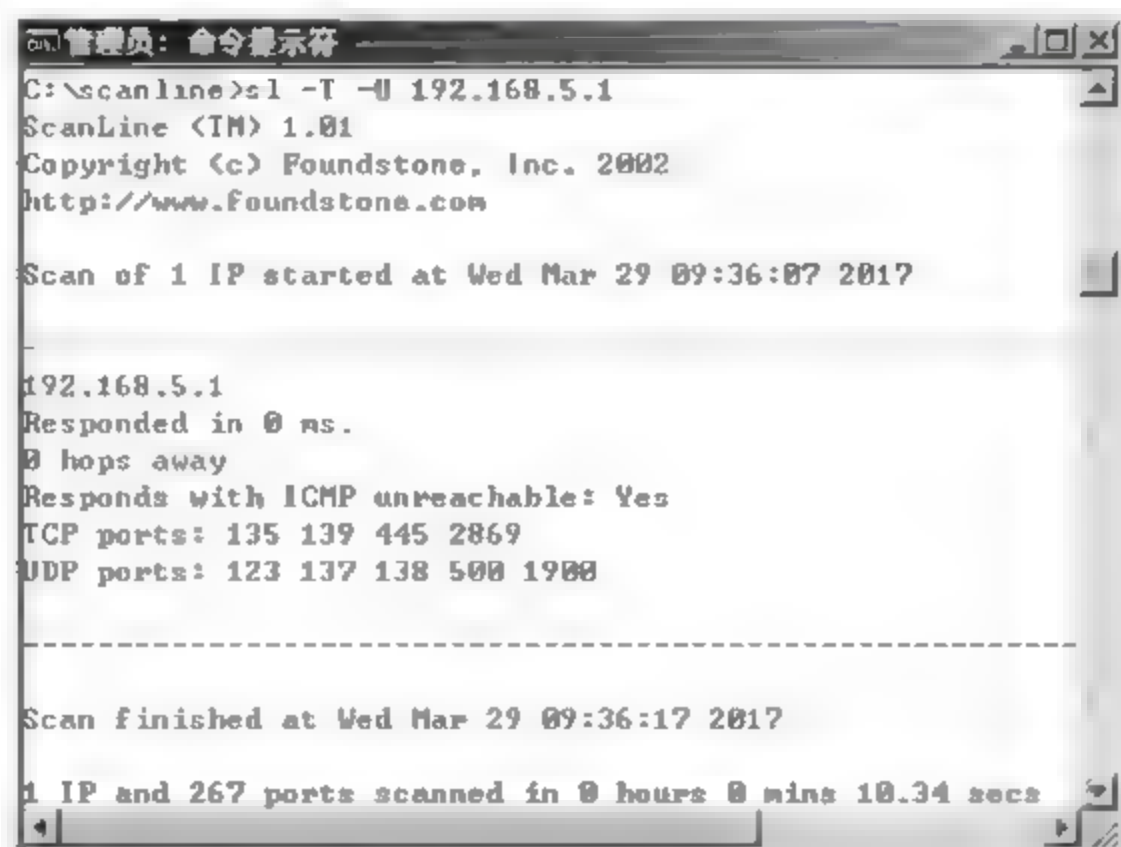 管理员: 命令提示符
C:\scanline>sl -T -U 192.168.5.1
ScanLine (TM) 1.01
Copyright (c) Foundstone, Inc. 2002
http://www.foundstone.com
Scan of 1 IP started at Wed Mar 29 09:36:07 2017
192.168.5.1
Responded in 0 ms.
0 hops away
Responds with ICMP unreachable: Yes
TCP ports: 135 139 445 2869
UDP ports: 123 137 138 500 1900
Scan finished at Wed Mar 29 09:36:17 2017
1 IP and 267 ports scanned in 0 hours 0 mins 10.34 secs